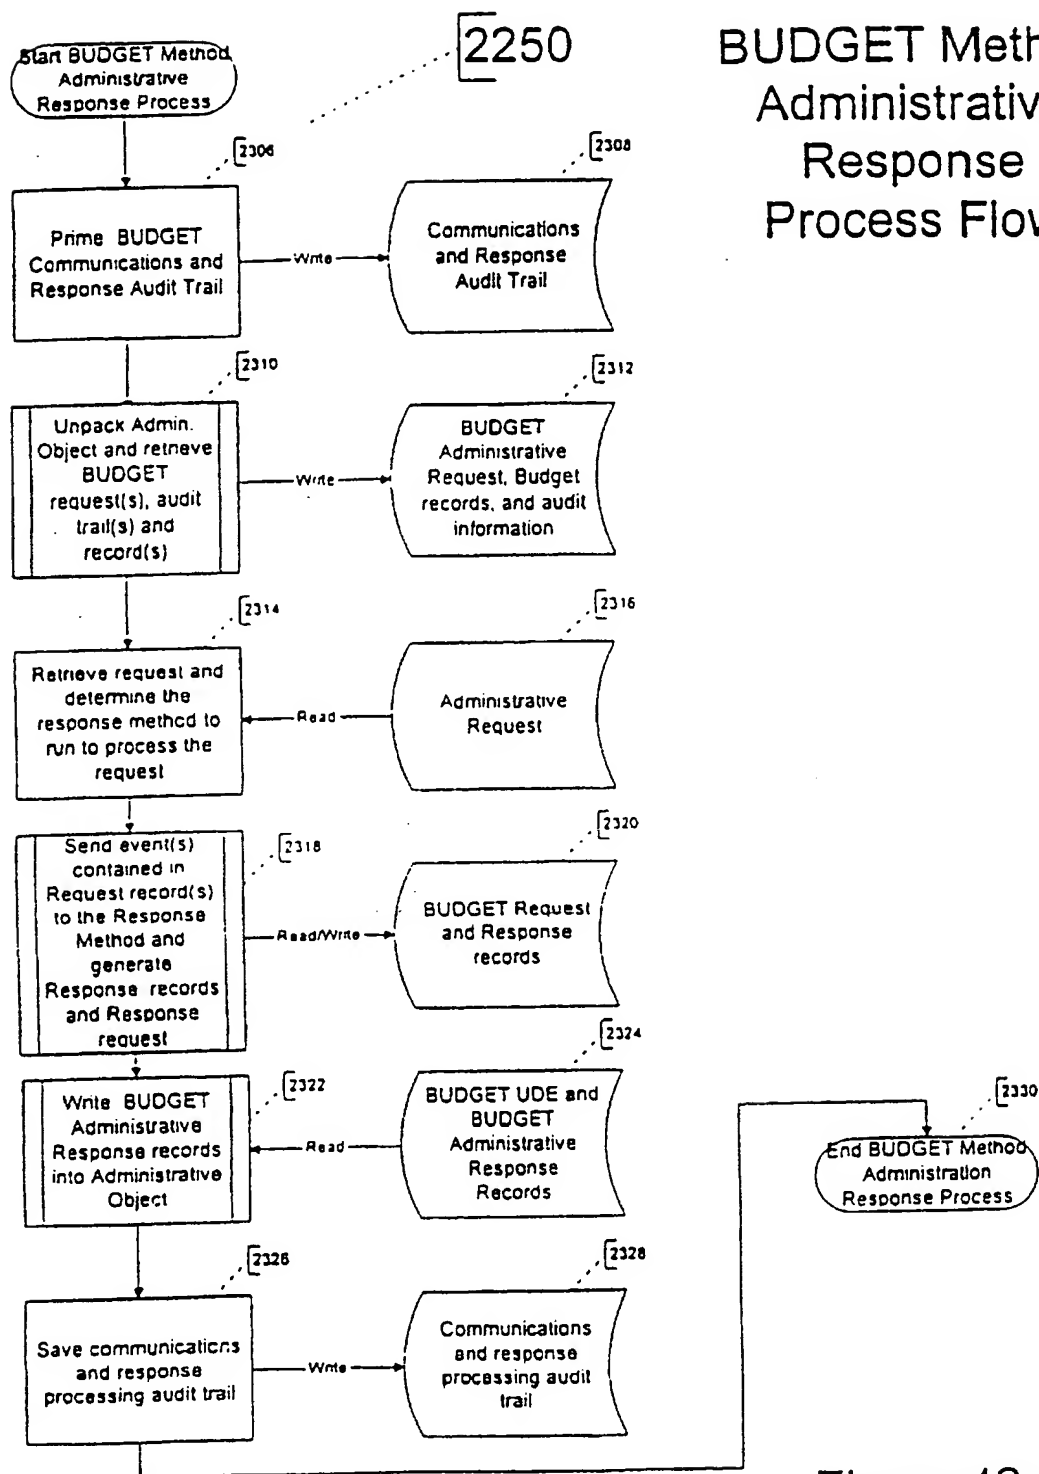 2250
BUDGET Meth
Administrativ
Response
Process Flow
Start BUDGET Method
Administrative
Response Process
2306
Prime BUDGET
Communications and
Response Audit Trail
Write
2308
Communications
and Response
Audit Trail
2310
Unpack Admin.
Object and retrieve
BUDGET
request(s), audit
trail(s) and
record(s)
Write
2312
BUDGET
Administrative
Request, Budget
records, and audit
information
2314
Retrieve request and
determine the
response method to
run to process the
request
Read
2316
Administrative
Request
2318
Send event(s)
contained in
Request record(s)
to the Response
Method and
generate
Response records
and Response
request
Read/Write
2320
BUDGET Request
and Response
records
2322
Write BUDGET
Administrative
Response records
into Administrative
Object
Read
2324
BUDGET UDE and
BUDGET
Administrative
Response
Records
2326
Save communications
and response
processing audit trail
Write
2328
Communications
and response
processing audit
trail
2330
End BUDGET Method
Administration
Response Process